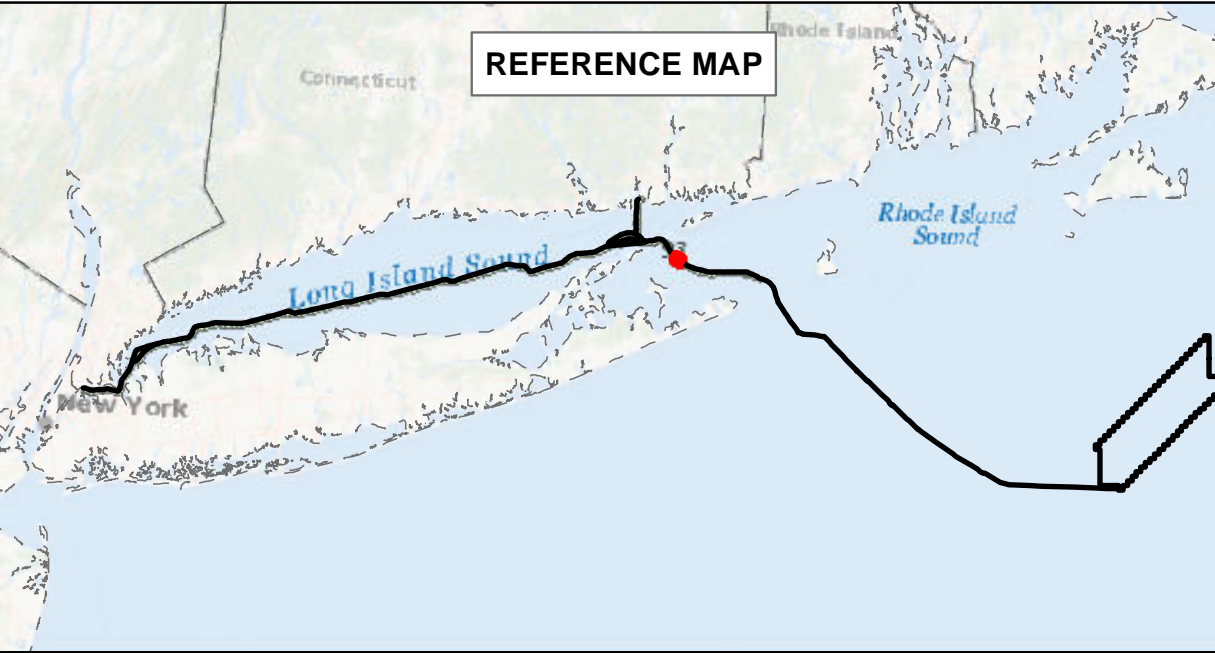 REFERENCE MAP
Rhode Island
Connecticut
Rhode Island
Sound
Long Island Sound
New York